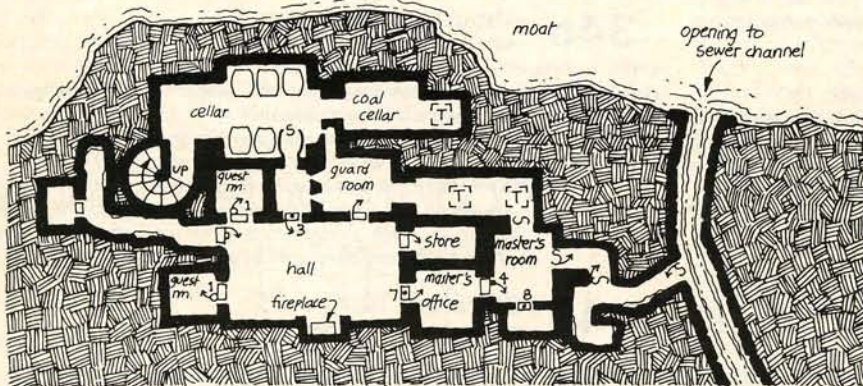 moat
opening to
sewer channel
cellar
coal
cellar
T
S
up
guest
rm.
1
guard
room
T
T
S
3
store
master's
room
S
S
S
hall
guest
rm.
1
7
master's
office
4
8
fireplace